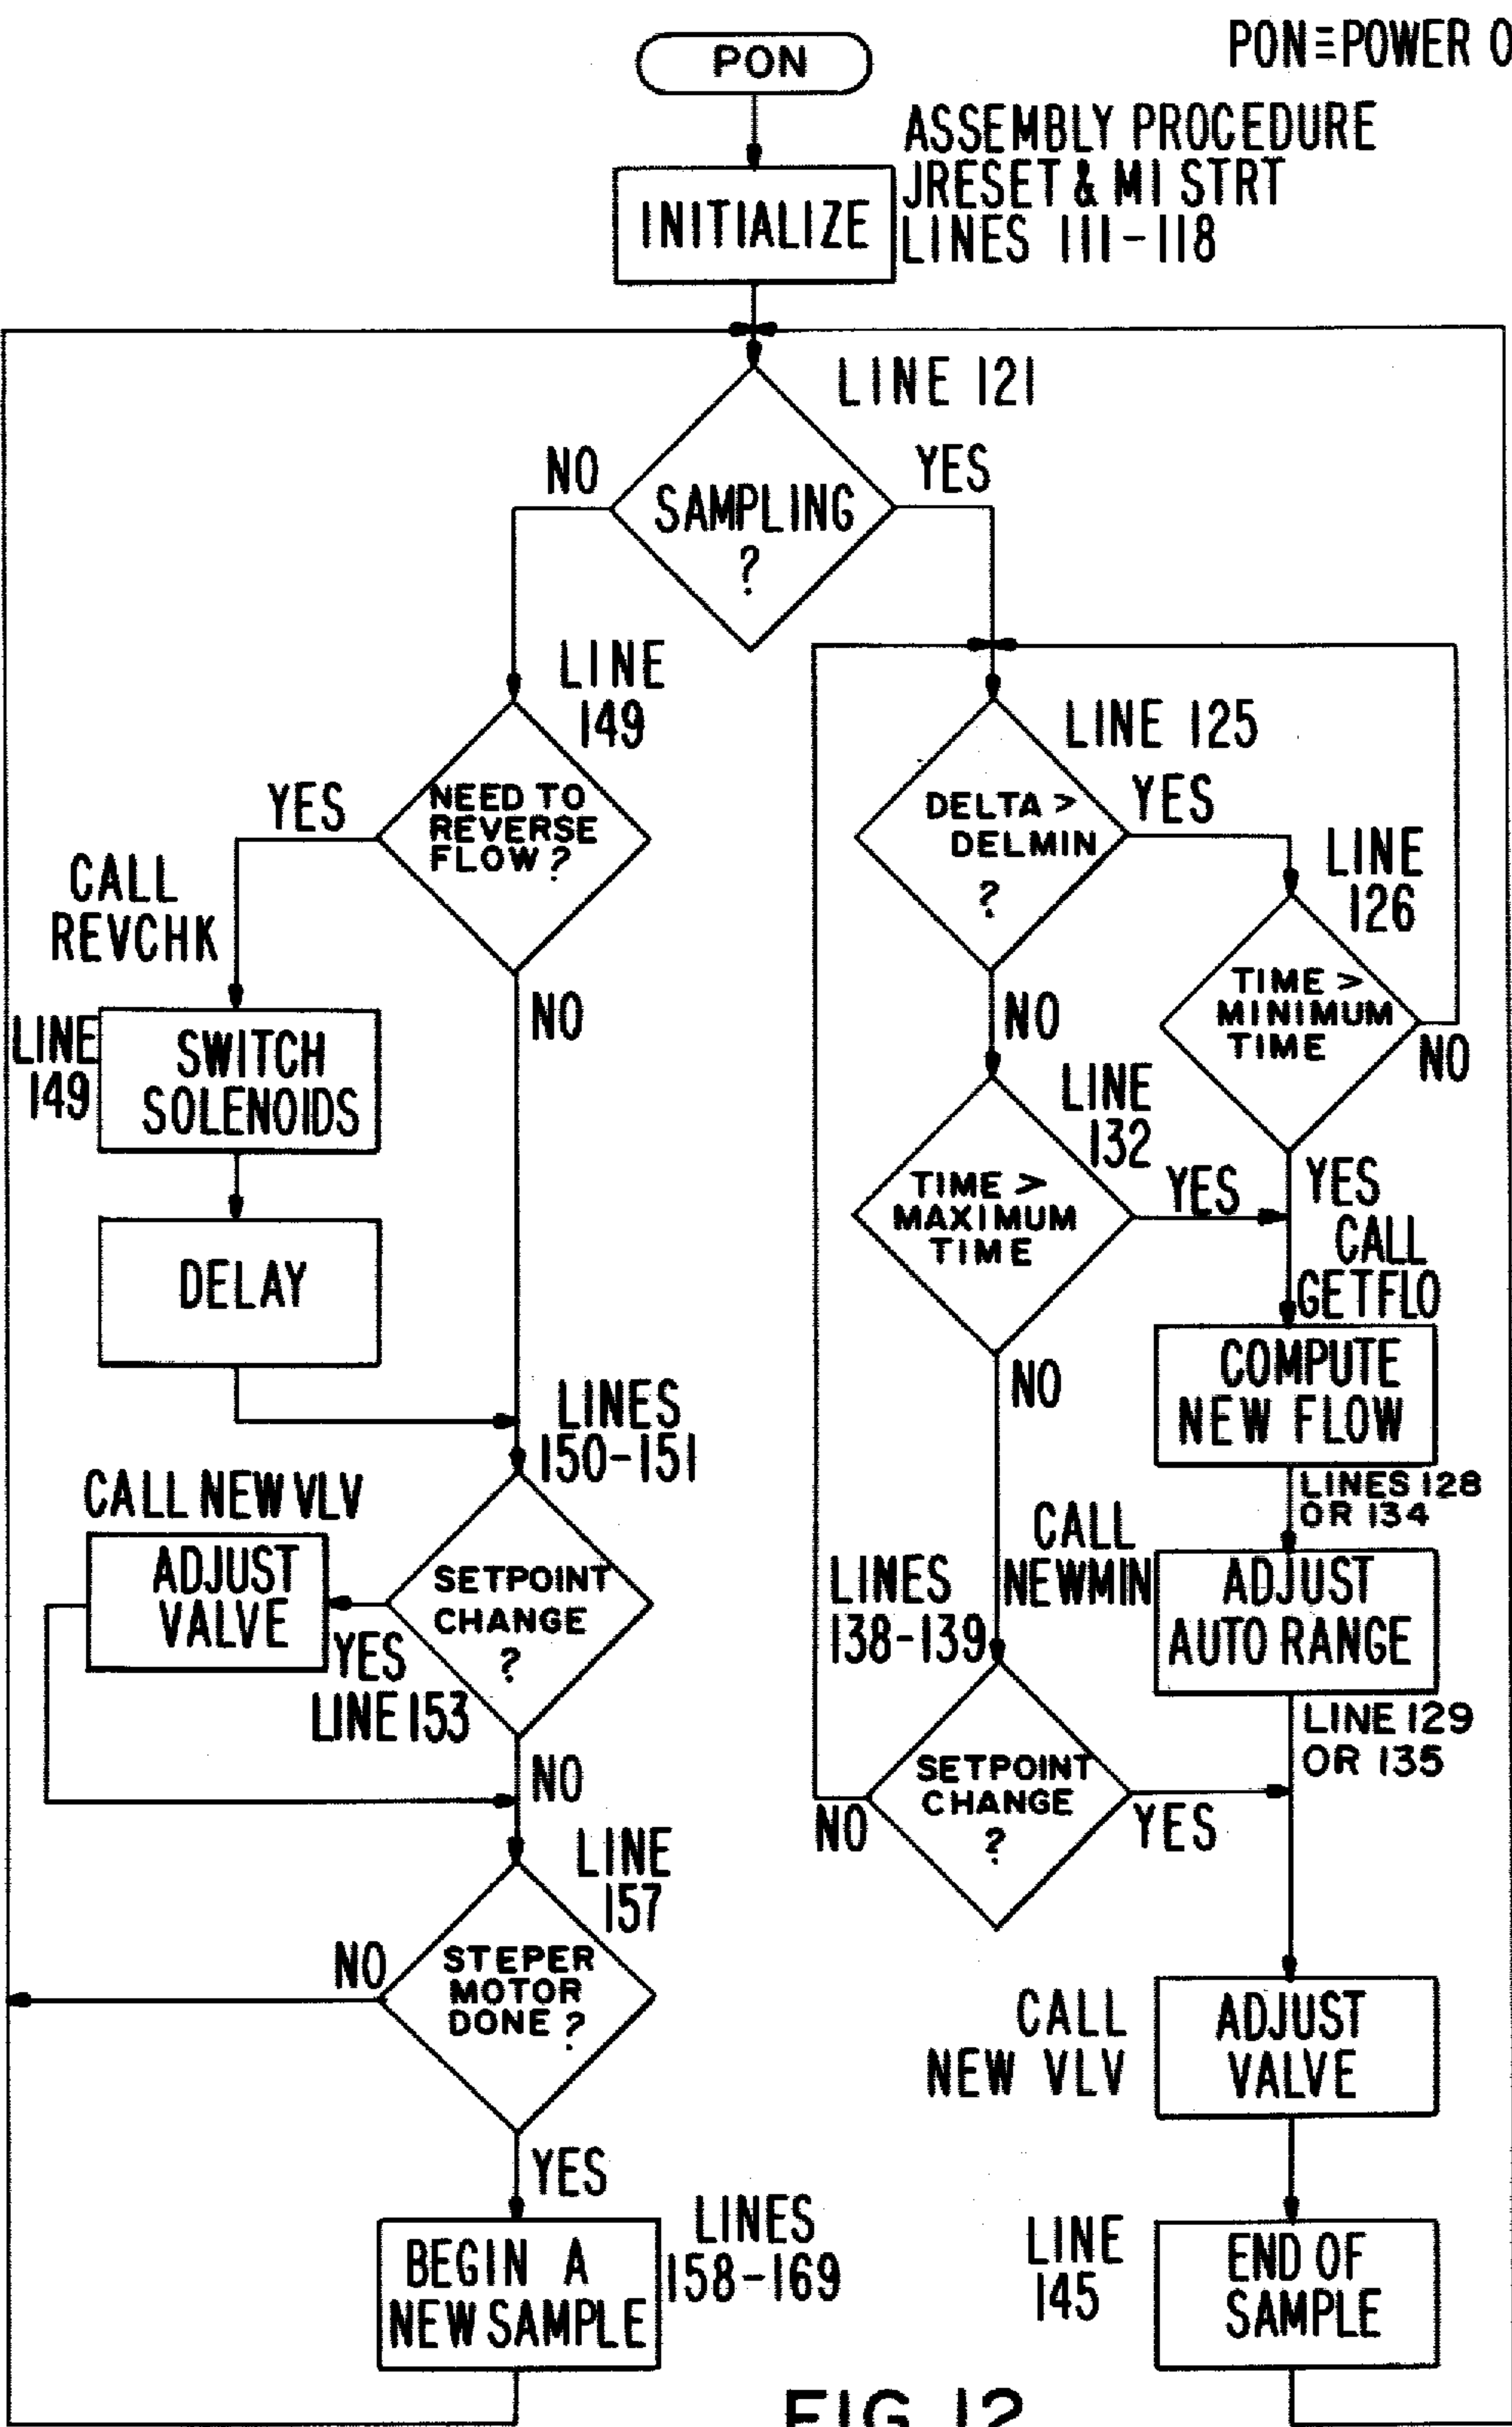 PON≡POWER O
PON
ASSEMBLY PROCEDURE
JRESET & MI STRT
LINES 111-118
INITIALIZE
LINE 121
NO
YES
SAMPLING
?
LINE
149
NEED TO
REVERSE
FLOW?
YES
NO
CALL
REVCHK
LINE
149
SWITCH
SOLENOIDS
DELAY
LINES
150-151
CALL NEW VLV
ADJUST
VALVE
SETPOINT
CHANGE
?
YES
LINE 153
NO
LINE
157
STEPER
MOTOR
DONE?
NO
YES
BEGIN A
NEW SAMPLE
LINES
158-169
LINE 125
DELTA >
DELMIN
?
YES
NO
LINE
126
TIME >
MINIMUM
TIME
NO
YES
LINE
132
TIME >
MAXIMUM
TIME
YES
NO
CALL
GETFLO
COMPUTE
NEW FLOW
LINES 128
OR 134
CALL
NEWMIN
ADJUST
AUTO RANGE
LINE 129
OR 135
LINES
138-139
SETPOINT
CHANGE
?
NO
YES
CALL
NEW VLV
ADJUST
VALVE
LINE
145
END OF
SAMPLE
FIG. 12